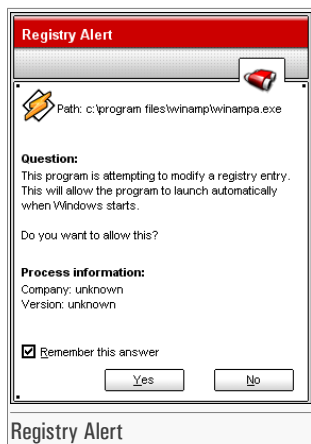 Registry Alert
Path: c:\program files\winamp\winampa.exe
Question:
This program is attempting to modify a registry entry.
This will allow the program to launch automatically
when Windows starts.
Do you want to allow this?
Process information:
Company: unknown
Version: unknown
Remember this answer
Yes No
Registry Alert